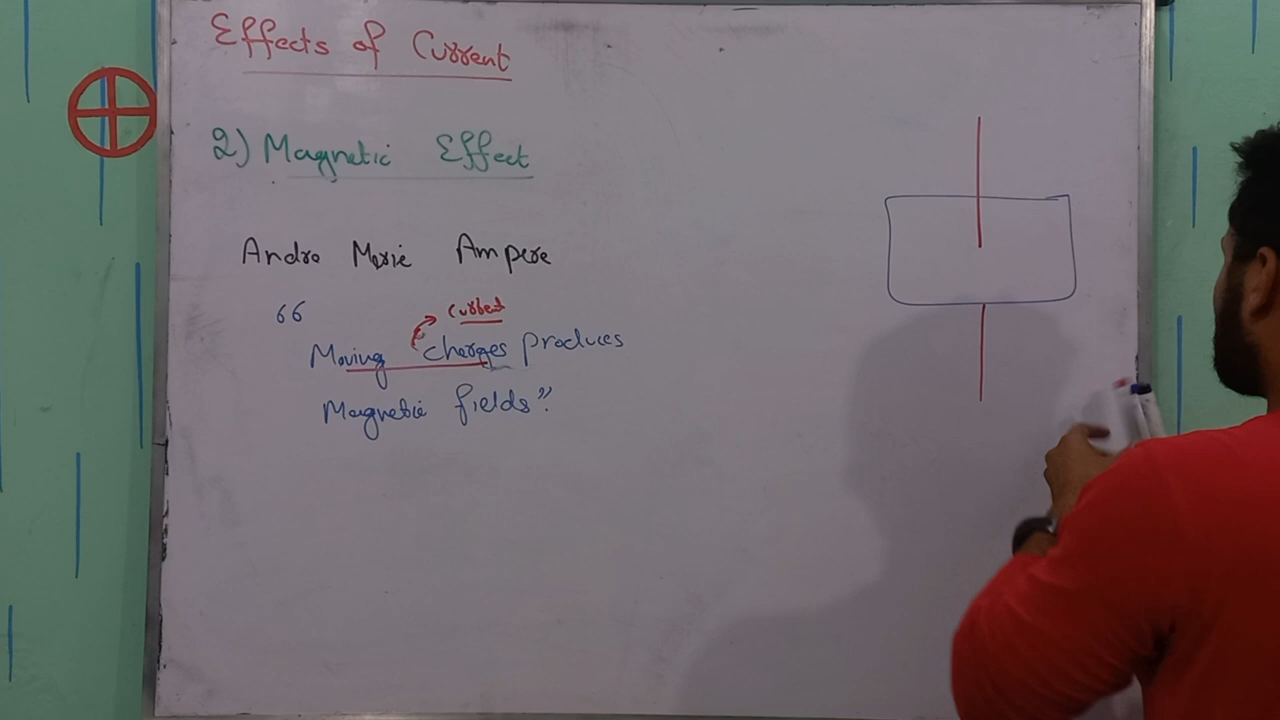 Effects of Current
2) Magnetic Effect
Andre Marie Ampere
“
current
Moving charges produces
Magnetic fields”.